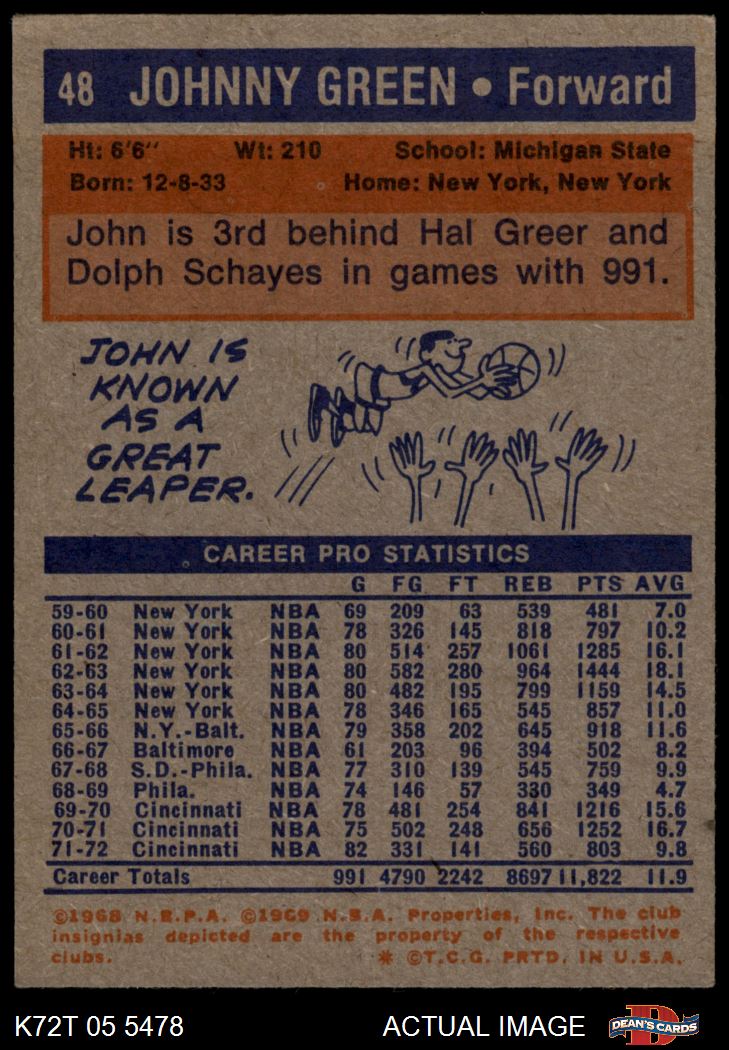 48 JOHNNY GREEN • Forward
Ht: 6'6" Wt: 210 School: Michigan State
Born: 12-8-33 Home: New York, New York
John is 3rd behind Hal Greer and
Dolph Schayes in games with 991.
JOHN IS
KNOWN
AS A
GREAT
LEAPER.
CAREER PRO STATISTICS
G FG FT REB PTS AVG
59-60 New York NBA 69 209 63 539 481 7.0
60-61 New York NBA 78 326 145 818 797 10.2
61-62 New York NBA 80 514 257 1061 1285 16.1
62-63 New York NBA 80 582 280 964 1444 18.1
63-64 New York NBA 80 482 195 799 1159 14.5
64-65 New York NBA 78 346 165 545 857 11.0
65-66 N.Y.-Balt. NBA 79 358 202 645 918 11.6
66-67 Baltimore NBA 61 203 96 394 502 8.2
67-68 S.D.-Phila. NBA 77 310 139 545 759 9.9
68-69 Phila. NBA 74 146 57 330 349 4.7
69-70 Cincinnati NBA 78 481 254 841 1216 15.6
70-71 Cincinnati NBA 75 502 248 656 1252 16.7
71-72 Cincinnati NBA 82 331 141 560 803 9.8
Career Totals 991 4790 2242 8697 11,822 11.9
©1968 N.B.P.A. ©1969 N.B.A. Properties, Inc. The club
insignias depicted are the property of the respective
clubs. * ©T.C.G. PRTD. IN U.S.A.
K72T 05 5478 ACTUAL IMAGE DEAN'S CARDS